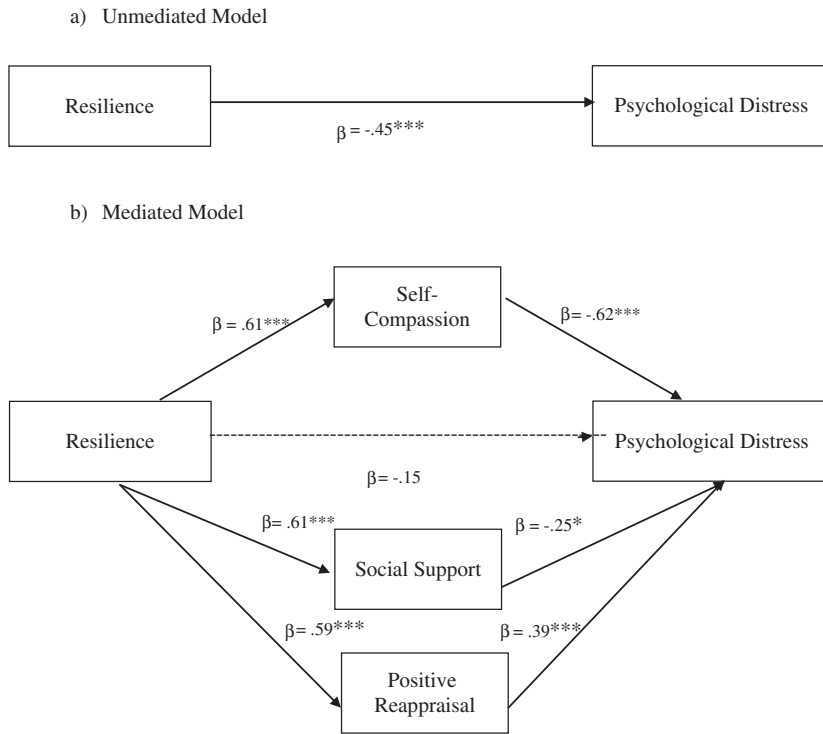 a) Unmediated Model
Resilience
Psychological Distress
β = -.45***
b) Mediated Model
Self-
Compassion
β = .61***
β= -.62***
Resilience
Psychological Distress
β = -.15
β= .61***
β = -.25*
Social Support
β= .59***
β = .39***
Positive
Reappraisal